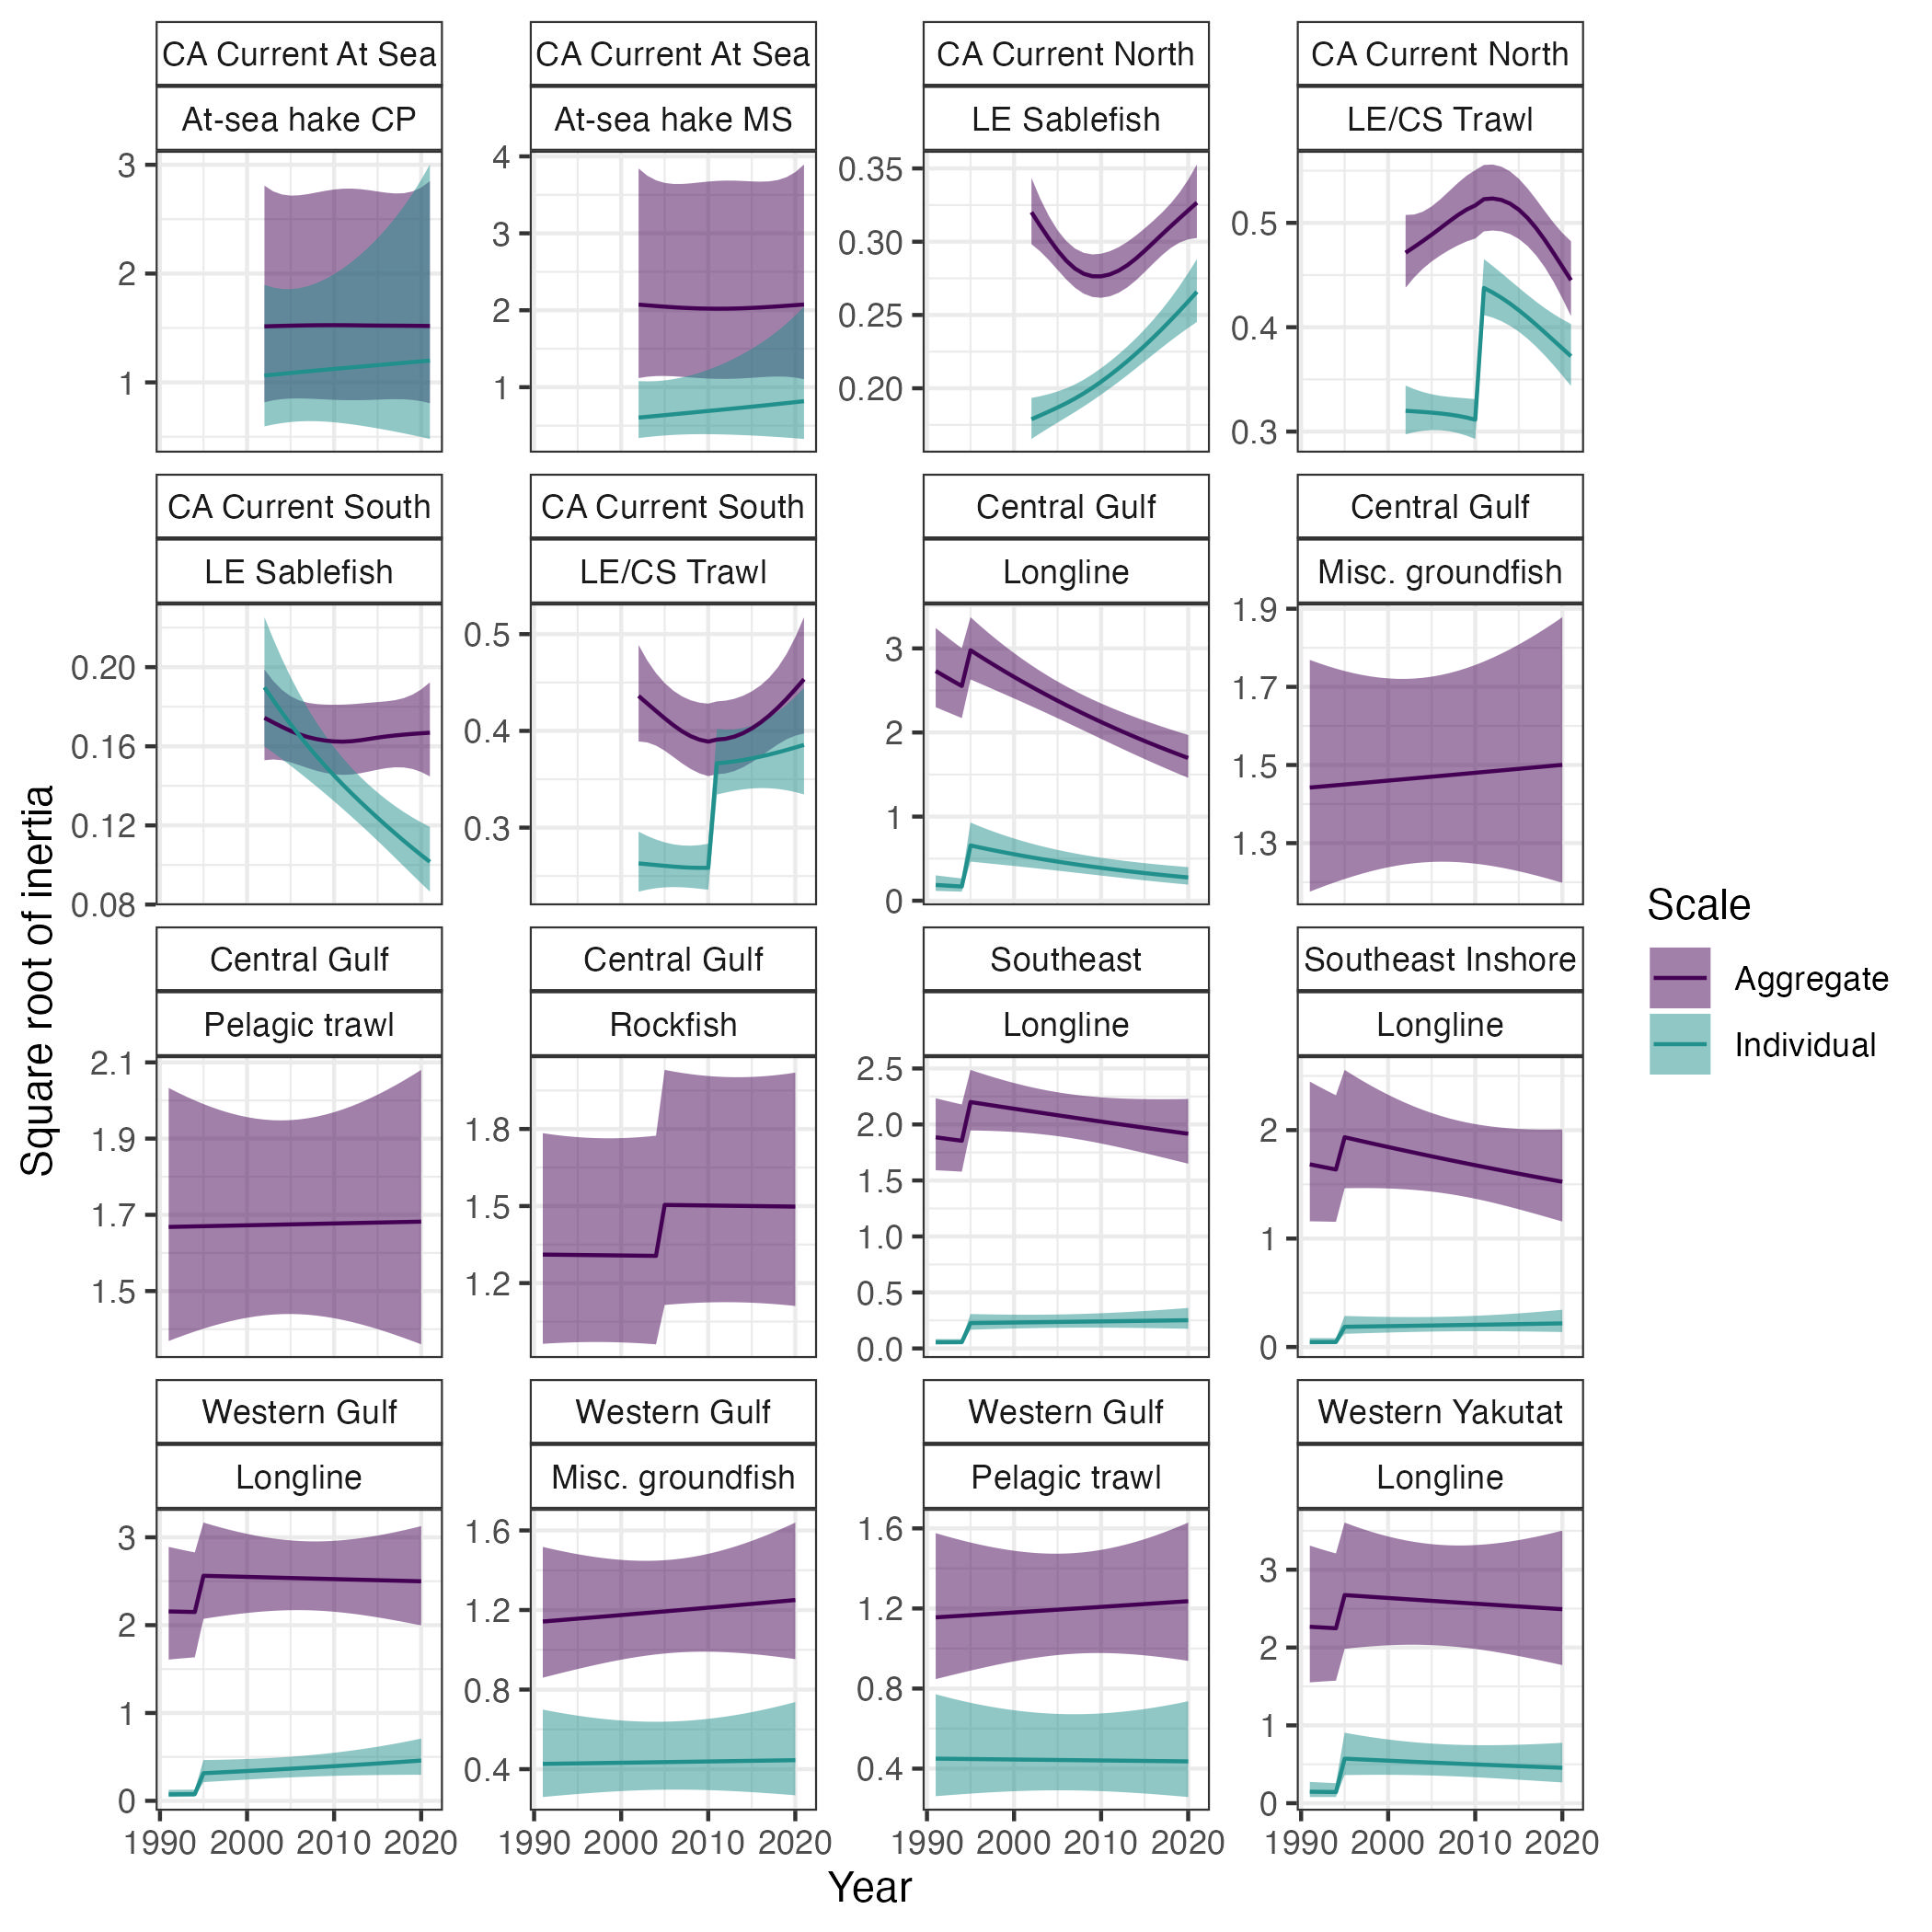 CA Current At Sea
At-sea hake CP
3
2
1
CA Current At Sea
At-sea hake MS
4
3
2
1
CA Current North
LE Sablefish
0.35
0.30
0.25
0.20
CA Current North
LE/CS Trawl
0.5
0.4
0.3
CA Current South
LE Sablefish
0.20
0.16
0.12
0.08
CA Current South
LE/CS Trawl
0.5
0.4
0.3
Central Gulf
Longline
3
2
1
0
Central Gulf
Misc. groundfish
1.9
1.7
1.5
1.3
Central Gulf
Pelagic trawl
2.1
1.9
1.7
1.5
Central Gulf
Rockfish
1.8
1.5
1.2
Southeast
Longline
2.5
2.0
1.5
1.0
0.5
0.0
Southeast Inshore
Longline
2
1
0
Western Gulf
Longline
3
2
1
0
1990 2000 2010 2020
Western Gulf
Misc. groundfish
1.6
1.2
0.8
0.4
1990 2000 2010 2020
Western Gulf
Pelagic trawl
1.6
1.2
0.8
0.4
1990 2000 2010 2020
Western Yakutat
Longline
3
2
1
0
1990 2000 2010 2020
Year
Square root of inertia
Scale
Aggregate
Individual